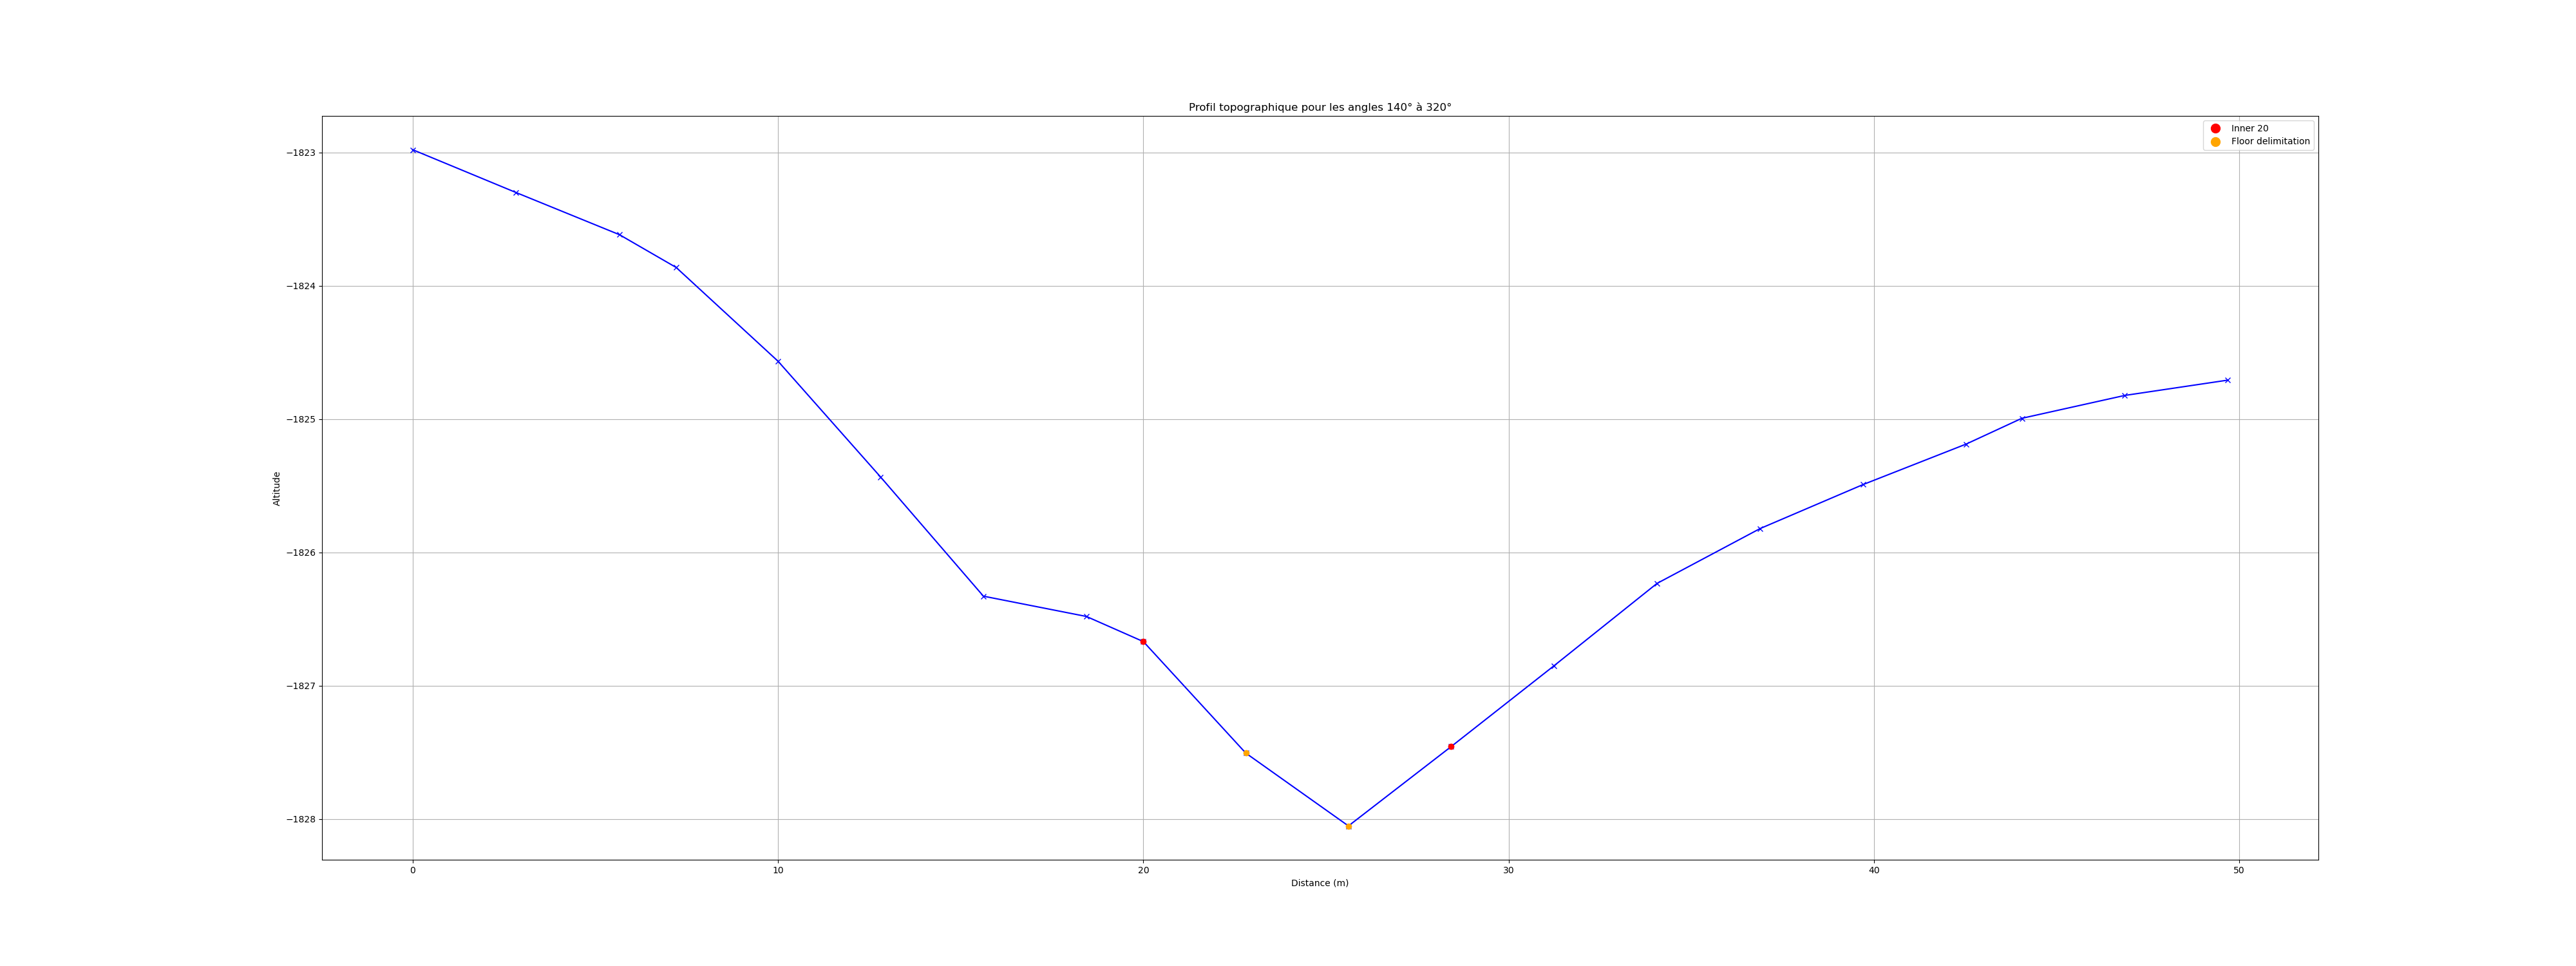 Profil topographique pour les angles 140° à 320°
Inner 20
Floor delimitation
−1823
−1824
−1825
−1826
−1827
−1828
Altitude
0 10 20 30 40 50
Distance (m)